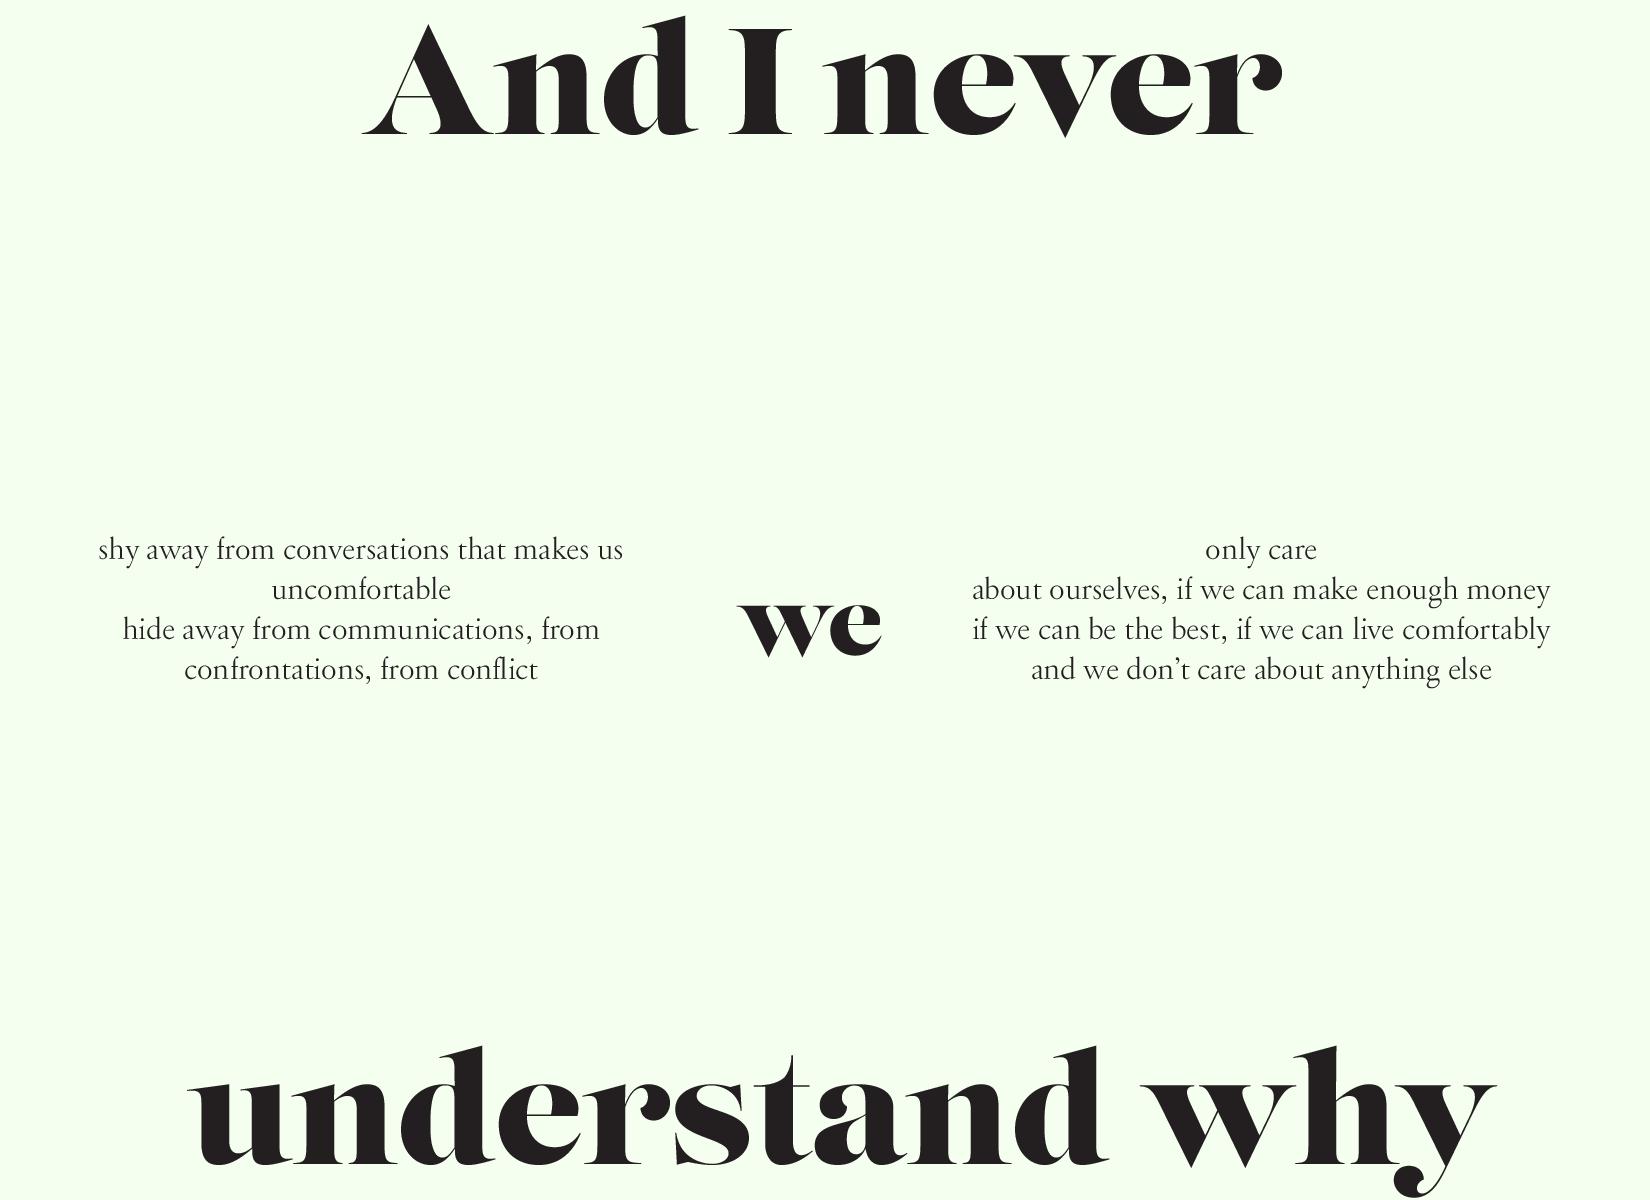 And I never
shy away from conversations that makes us
uncomfortable
hide away from communications, from
confrontations, from conflict
we
only care
about ourselves, if we can make enough money
if we can be the best, if we can live comfortably
and we don’t care about anything else
understand why